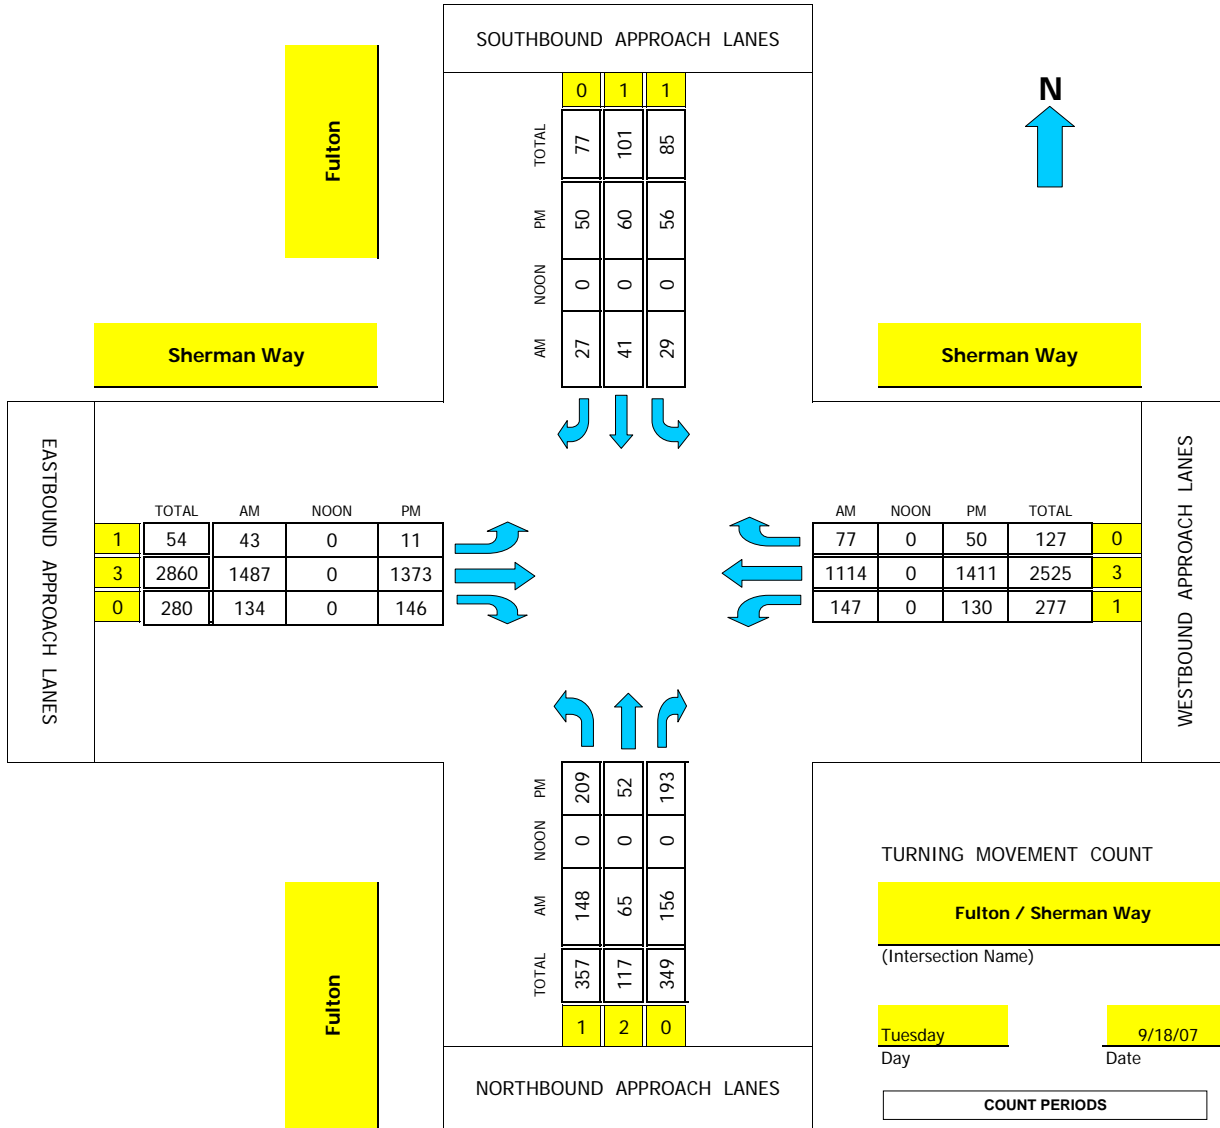 SOUTHBOUND APPROACH LANES
0 1 1
TOTAL 77 101 85
PM 50 60 56
NOON 0 0 0
AM 27 41 29
N
Fulton
Sherman Way
Sherman Way
EASTBOUND APPROACH LANES
TOTAL AM NOON PM
1 54 43 0 11
3 2860 1487 0 1373
0 280 134 0 146
AM NOON PM TOTAL
77 0 50 127 0
1114 0 1411 2525 3
147 0 130 277 1
WESTBOUND APPROACH LANES
PM 209 52 193
NOON 0 0 0
AM 148 65 156
TOTAL 357 117 349
1 2 0
NORTHBOUND APPROACH LANES
Fulton
TURNING MOVEMENT COUNT
Fulton / Sherman Way
(Intersection Name)
Tuesday 9/18/07
Day Date
COUNT PERIODS